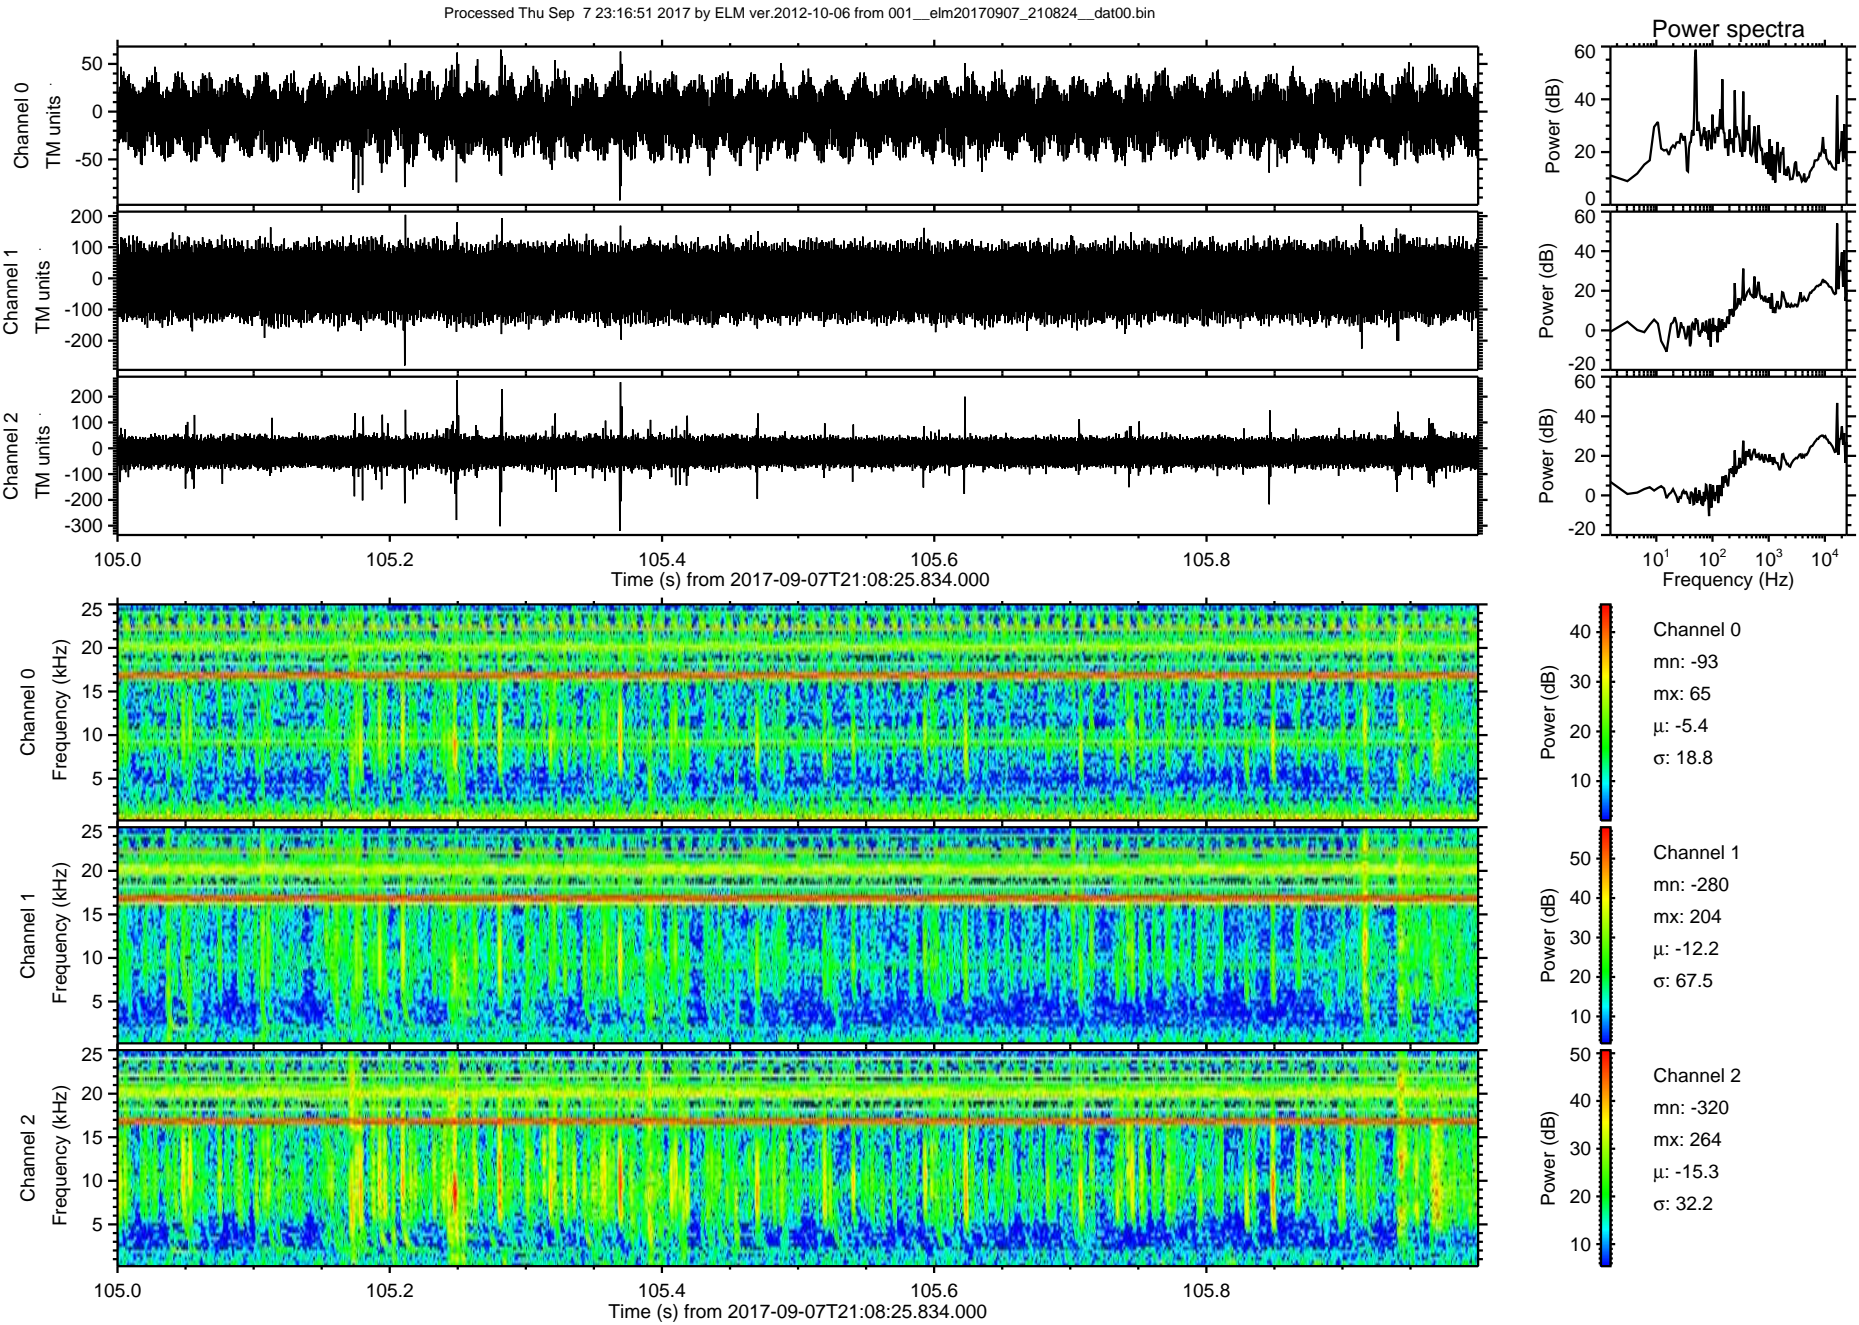 Processed Thu Sep  7 23:16:51 2017 by ELM ver.2012-10-06 from 001__elm20170907_210824__dat00.bin
Power spectra
Channel 0
TM units
50
0
-50
Power (dB)
60
40
20
0
Channel 1
TM units
200
100
0
-100
-200
Power (dB)
60
40
20
0
-20
Channel 2
TM units
200
100
0
-100
-200
-300
Power (dB)
60
40
20
0
-20
105.0 105.2 105.4 105.6 105.8
Time (s) from 2017-09-07T21:08:25.834.000
10¹ 10² 10³ 10⁴
Frequency (Hz)
Channel 0
Frequency (kHz)
25
20
15
10
5
Power (dB)
40
30
20
10
Channel 0
mn: -93
mx: 65
μ: -5.4
σ: 18.8
Channel 1
Frequency (kHz)
25
20
15
10
5
Power (dB)
50
40
30
20
10
Channel 1
mn: -280
mx: 204
μ: -12.2
σ: 67.5
Channel 2
Frequency (kHz)
25
20
15
10
5
Power (dB)
50
40
30
20
10
Channel 2
mn: -320
mx: 264
μ: -15.3
σ: 32.2
105.0 105.2 105.4 105.6 105.8
Time (s) from 2017-09-07T21:08:25.834.000